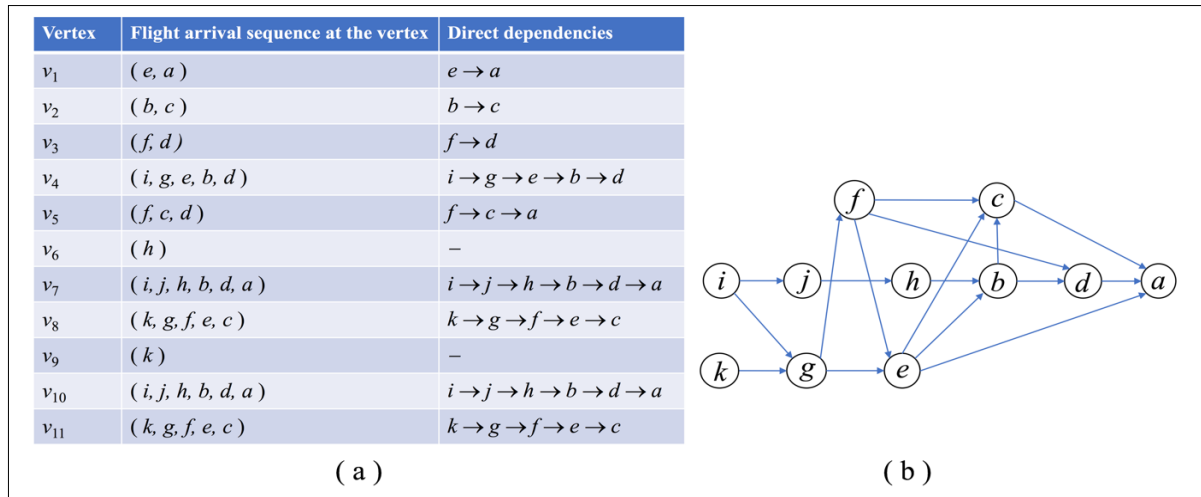 Vertex Flight arrival sequence at the vertex Direct dependencies
v₁ ( e, a ) e → a
v₂ ( b, c ) b → c
v₃ ( f, d ) f → d
v₄ ( i, g, e, b, d ) i → g → e → b → d
v₅ ( f, c, d ) f → c → a
v₆ ( h ) –
v₇ ( i, j, h, b, d, a ) i → j → h → b → d → a
v₈ ( k, g, f, e, c ) k → g → f → e → c
v₉ ( k ) –
v₁₀ ( i, j, h, b, d, a ) i → j → h → b → d → a
v₁₁ ( k, g, f, e, c ) k → g → f → e → c
( a )
f c
i j h b d a
k g e
( b )